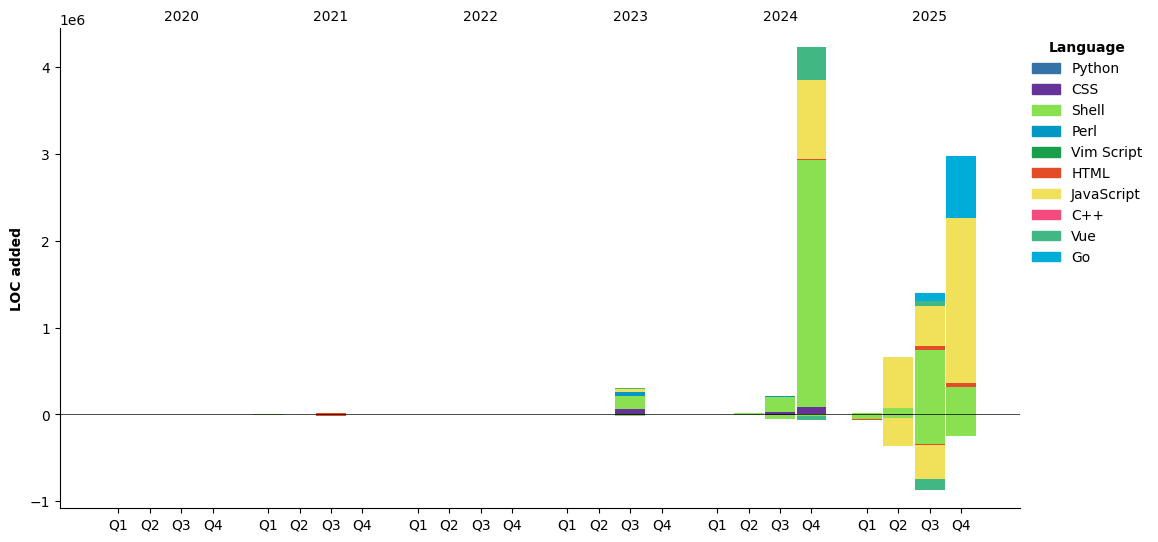 1e6
2020 2021 2022 2023 2024 2025
LOC added
4
3
2
1
0
−1
Q1 Q2 Q3 Q4 Q1 Q2 Q3 Q4 Q1 Q2 Q3 Q4 Q1 Q2 Q3 Q4 Q1 Q2 Q3 Q4 Q1 Q2 Q3 Q4
Language
Python
CSS
Shell
Perl
Vim Script
HTML
JavaScript
C++
Vue
Go